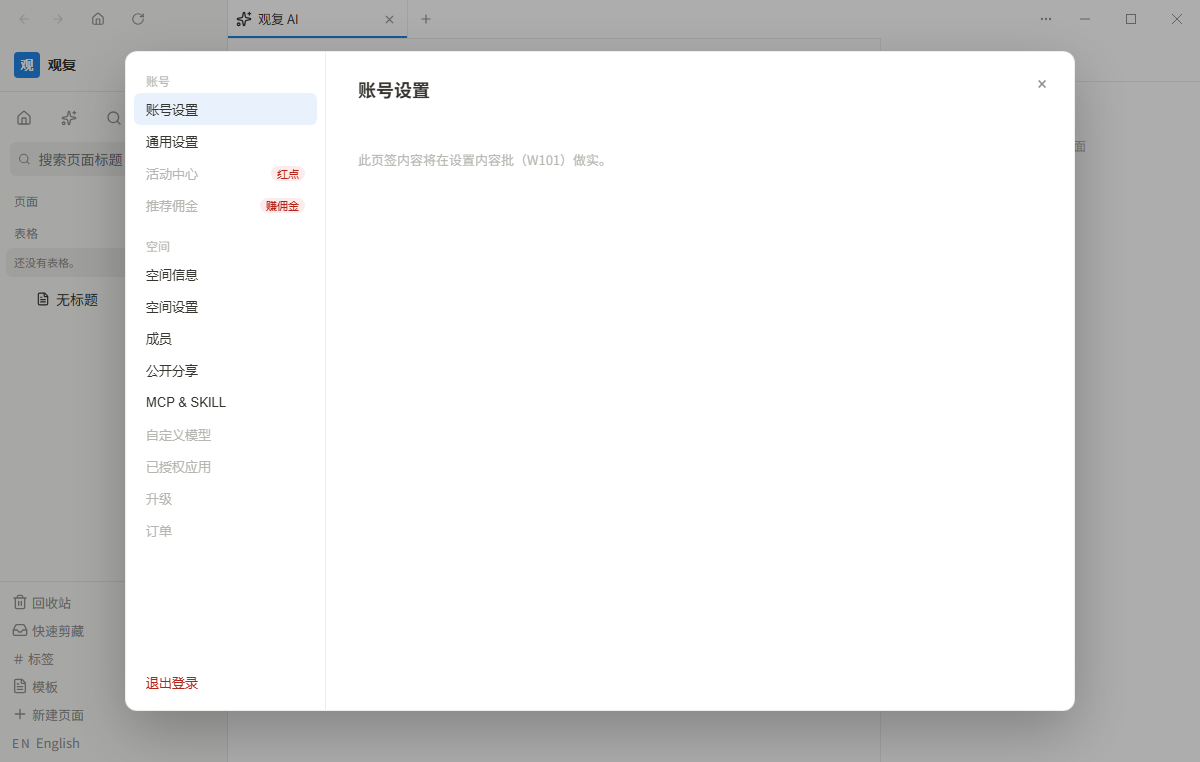 观复 AI
观 观复
搜索页面标题
页面
表格
还没有表格。
无标题
回收站
快速剪藏
# 标签
模板
新建页面
EN English
账号
账号设置
通用设置
活动中心 红点
推荐佣金 赚佣金
空间
空间信息
空间设置
成员
公开分享
MCP & SKILL
自定义模型
已授权应用
升级
订单
退出登录
账号设置
此页签内容将在设置内容批（W101）做实。
面